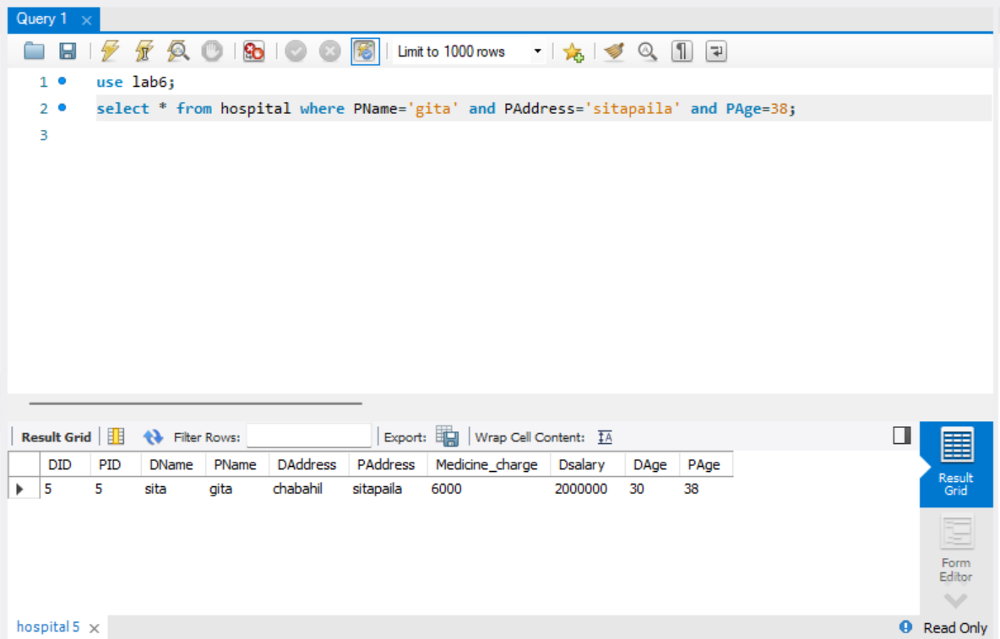 Query 1
Limit to 1000 rows
1 use lab6;
2 select * from hospital where PName='gita' and PAddress='sitapaila' and PAge=38;
3
Result Grid Filter Rows: Export: Wrap Cell Content: IA
DID PID DName PName DAddress PAddress Medicine_charge Dsalary DAge PAge
5 5 sita gita chabahil sitapaila 6000 2000000 30 38
Result
Grid
Form
Editor
hospital 5 Read Only